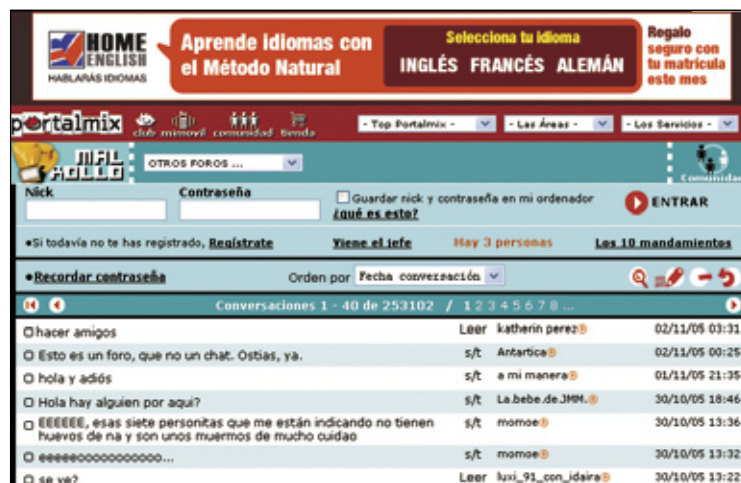 HOME
ENGLISH
HABLARÁS IDIOMAS
Aprende idiomas con
el Método Natural
Selecciona tu idioma
INGLÉS FRANCÉS ALEMÁN
Regalo
seguro con
tu matrícula
este mes
portalmix
club mimovil comunidad tienda
- Top Portalmix -
- Las Áreas -
- Los Servicios -
MAL
ROLLO
OTROS FOROS ...
Comunidad
Nick
Contraseña
Guardar nick y contraseña en mi ordenador
¿qué es esto?
ENTRAR
•Si todavía no te has registrado, Regístrate
Viene el jefe
Hay 3 personas
Los 10 mandamientos
•Recordar contraseña
Orden por Fecha conversación
Conversaciones 1 - 40 de 253102 / 1 2 3 4 5 6 7 8 ...
hacer amigos Leer katherin perez 02/11/05 03:31
Esto es un foro, que no un chat. Ostias, ya. s/t Antartica 02/11/05 00:25
hola y adiós s/t a mi manera 01/11/05 21:35
Hola hay alguien por aqui? s/t La.bebe.de.JMM. 30/10/05 18:46
EEEEEE, esas siete personitas que me están indicando no tienen s/t momoe 30/10/05 13:36
huevos de na y son unos muermos de mucho cuidao
eeeeeooooooooooo... s/t momoe 30/10/05 13:32
se ve? Leer luxi_91_con_idaira 30/10/05 13:22